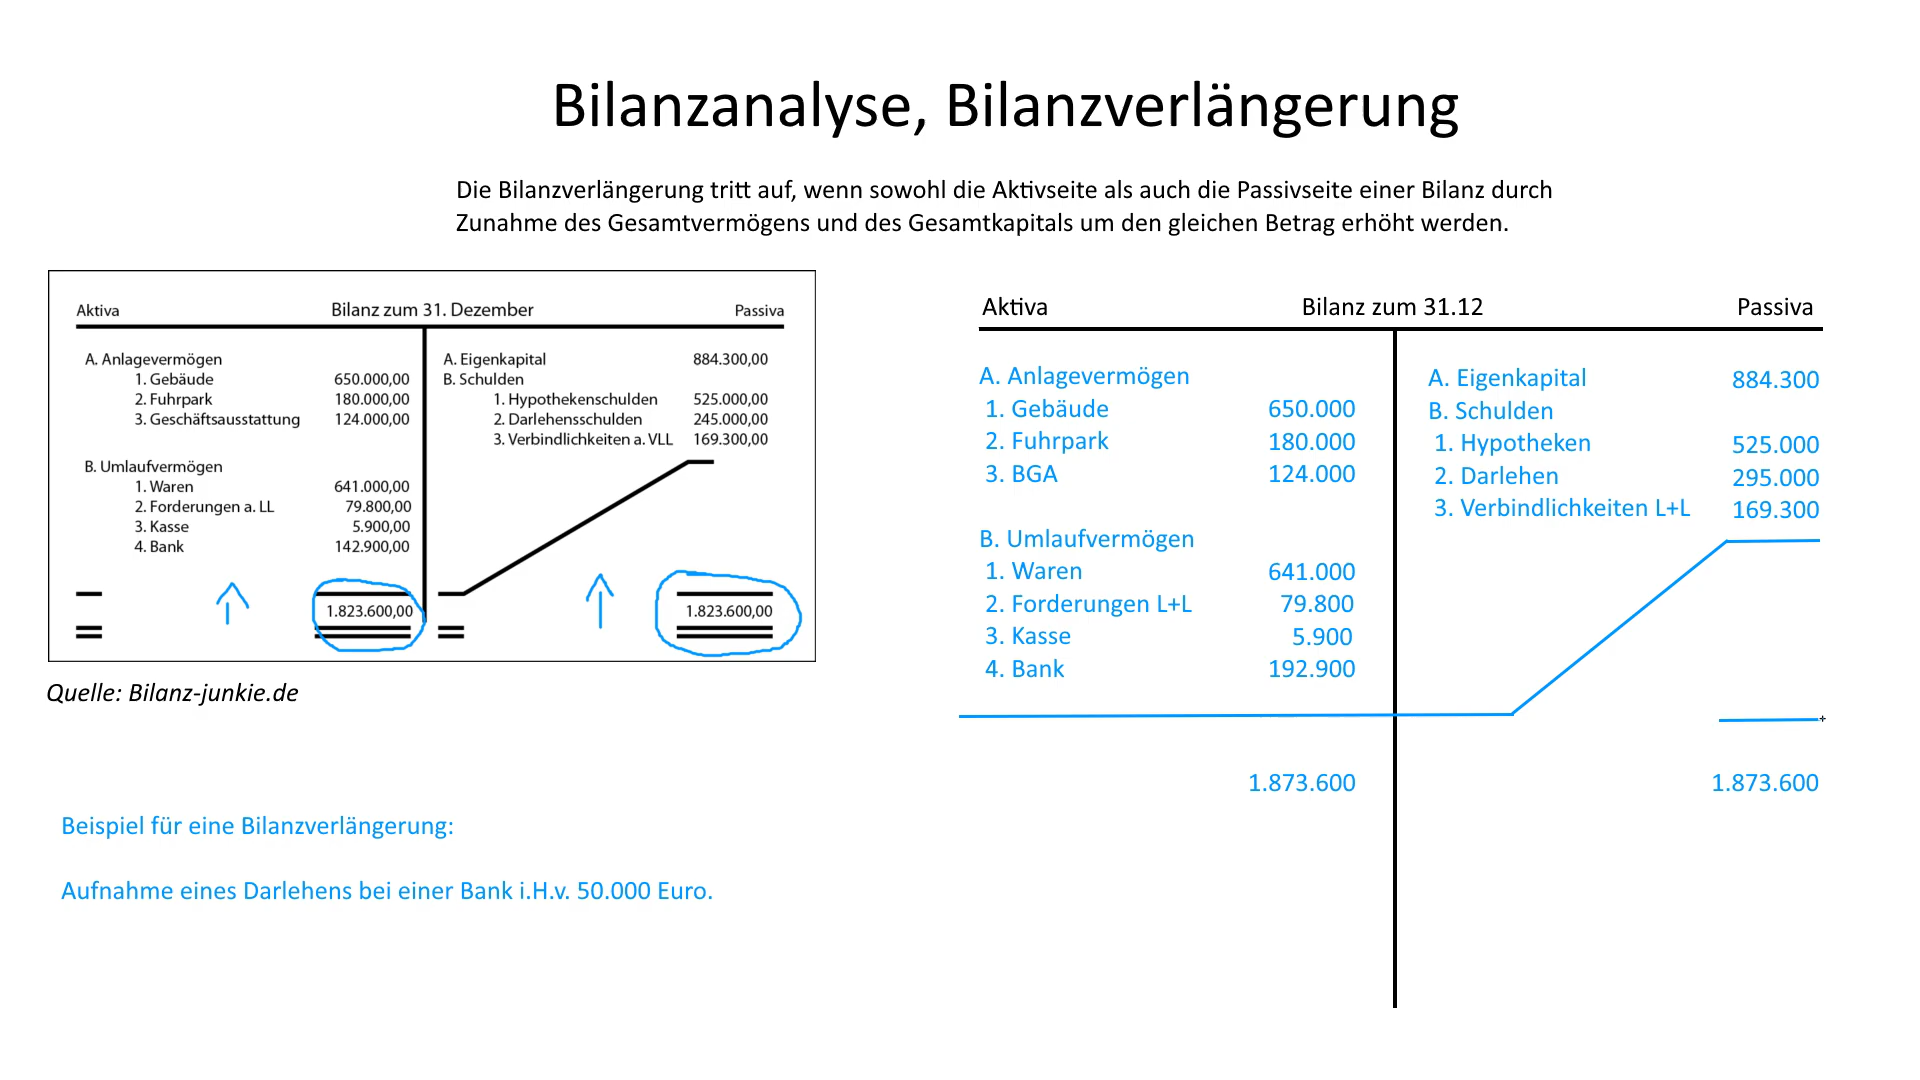 Bilanzanalyse, Bilanzverlängerung
Die Bilanzverlängerung tritt auf, wenn sowohl die Aktivseite als auch die Passivseite einer Bilanz durch
Zunahme des Gesamtvermögens und des Gesamtkapitals um den gleichen Betrag erhöht werden.
Aktiva Bilanz zum 31. Dezember Passiva
A. Anlagevermögen
1. Gebäude 650.000,00
2. Fuhrpark 180.000,00
3. Geschäftsausstattung 124.000,00
B. Umlaufvermögen
1. Waren 641.000,00
2. Forderungen a. LL 79.800,00
3. Kasse 5.900,00
4. Bank 142.900,00
1.823.600,00
A. Eigenkapital 884.300,00
B. Schulden
1. Hypothekenschulden 525.000,00
2. Darlehensschulden 245.000,00
3. Verbindlichkeiten a. VLL 169.300,00
1.823.600,00
Quelle: Bilanz-junkie.de
Beispiel für eine Bilanzverlängerung:
Aufnahme eines Darlehens bei einer Bank i.H.v. 50.000 Euro.
Aktiva Bilanz zum 31.12 Passiva
A. Anlagevermögen
1. Gebäude 650.000
2. Fuhrpark 180.000
3. BGA 124.000
B. Umlaufvermögen
1. Waren 641.000
2. Forderungen L+L 79.800
3. Kasse 5.900
4. Bank 192.900
1.873.600
A. Eigenkapital 884.300
B. Schulden
1. Hypotheken 525.000
2. Darlehen 295.000
3. Verbindlichkeiten L+L 169.300
1.873.600